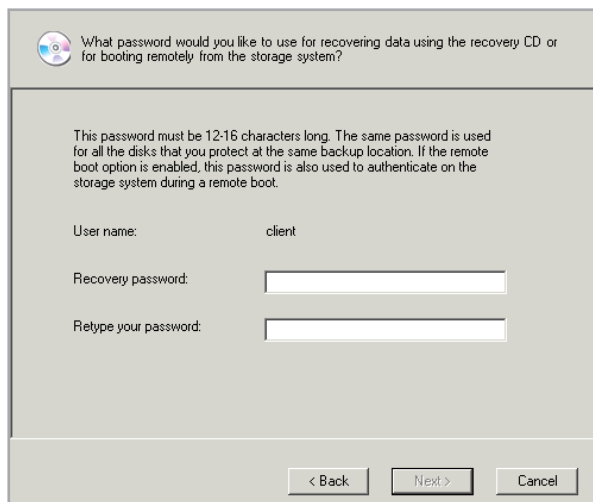 What password would you like to use for recovering data using the recovery CD or
for booting remotely from the storage system?
This password must be 12-16 characters long. The same password is used
for all the disks that you protect at the same backup location. If the remote
boot option is enabled, this password is also used to authenticate on the
storage system during a remote boot.
User name: client
Recovery password:
Retype your password:
< Back Next > Cancel